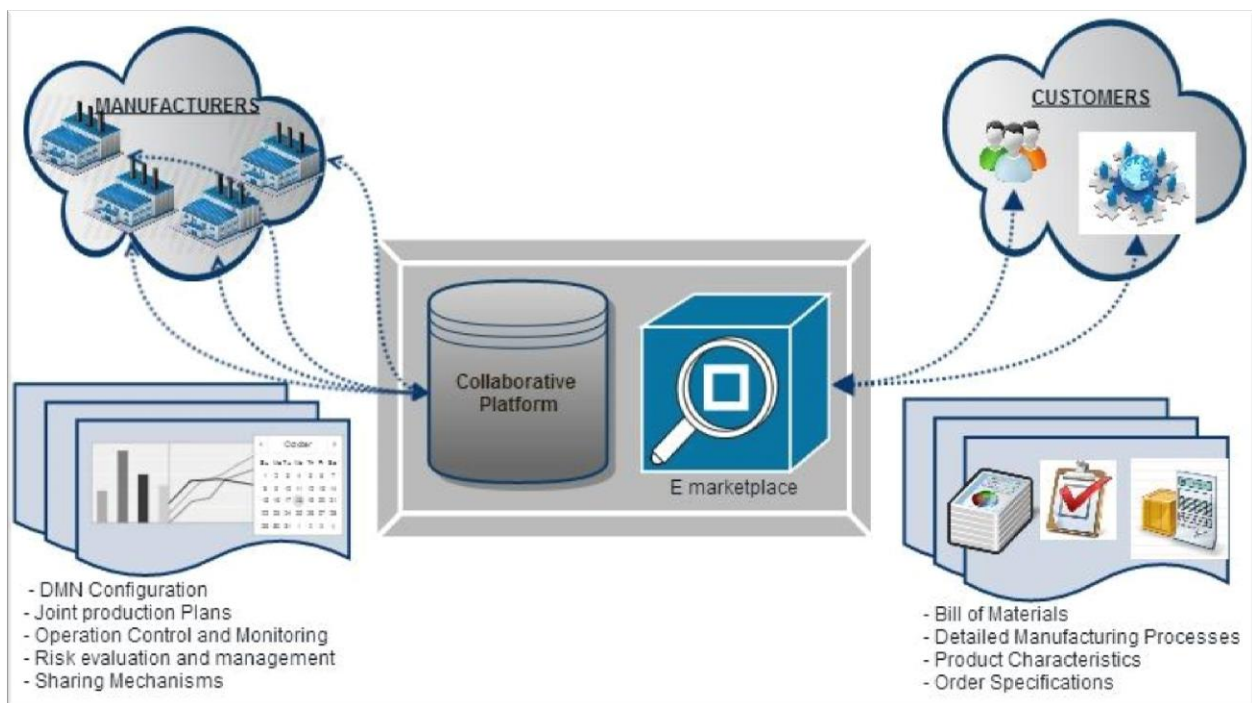 MANUFACTURERS
CUSTOMERS
Collaborative
Platform
E marketplace
- DMN Configuration
- Joint production Plans
- Operation Control and Monitoring
- Risk evaluation and management
- Sharing Mechanisms
- Bill of Materials
- Detailed Manufacturing Processes
- Product Characteristics
- Order Specifications